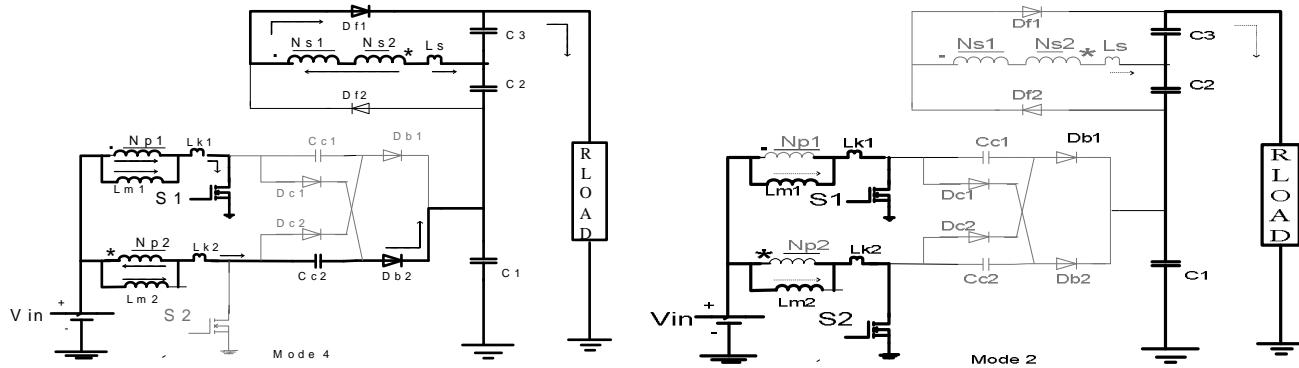 Df1
C3
Ns1 Ns2 * Ls
C2
Df2
Np1 Lk1
Cc1 Db1
Lm1
S1
Dc1
Dc2
RLOAD
* Np2 Lk2
Cc2 Db2
C1
Lm2
Vin + -
S2
Mode 4
Df1
C3
Ns1 Ns2 * Ls
C2
Df2
Np1 Lk1
Cc1 Db1
Lm1
S1
Dc1
Dc2
RLOAD
* Np2 Lk2
Cc2 Db2
C1
Lm2
Vin + -
S2
Mode 2